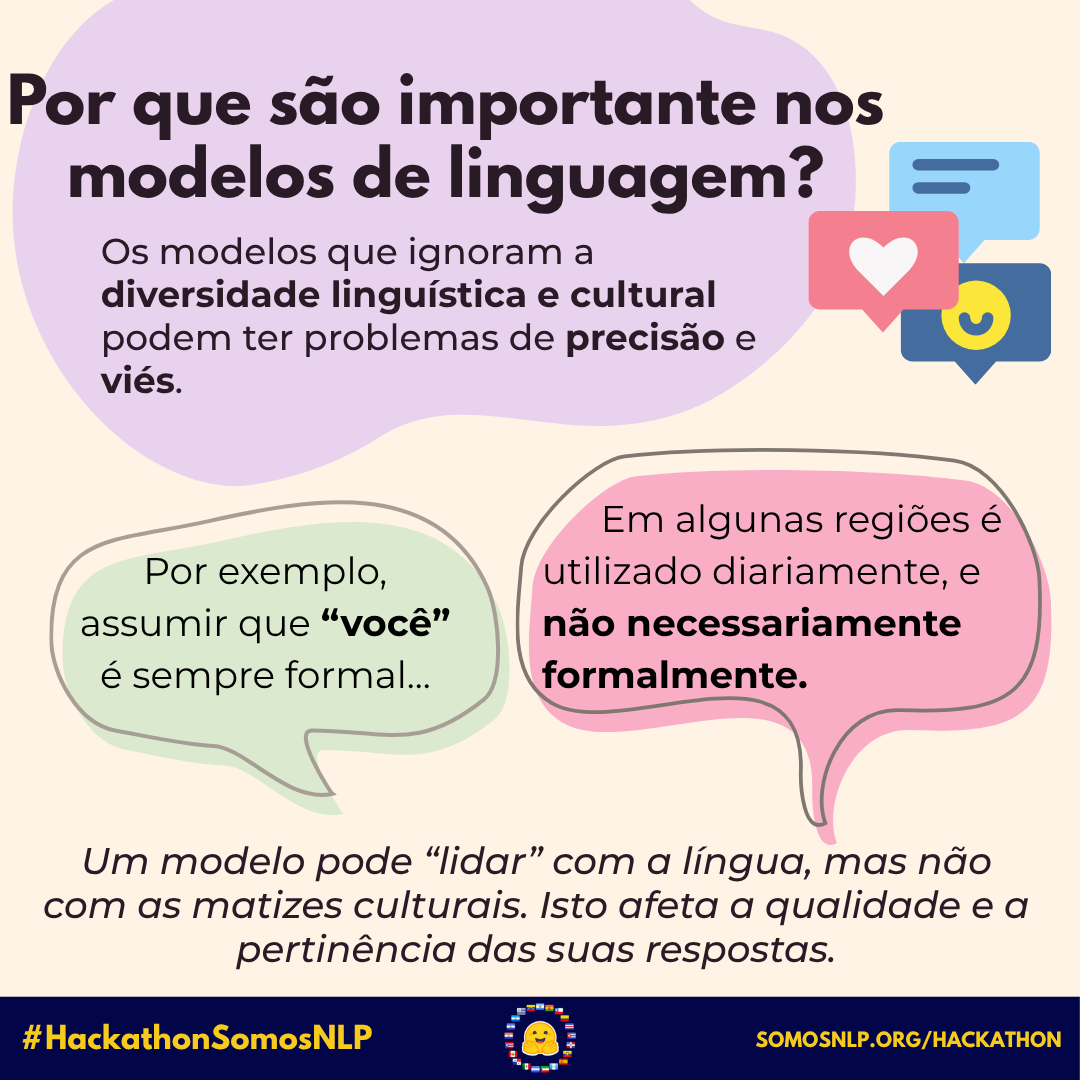 Por que são importante nos
modelos de linguagem?
Os modelos que ignoram a
diversidade linguística e cultural
podem ter problemas de precisão e
viés.
Por exemplo,
assumir que “você”
é sempre formal...
Em algunas regiões é
utilizado diariamente, e
não necessariamente
formalmente.
Um modelo pode “lidar” com a língua, mas não
com as matizes culturais. Isto afeta a qualidade e a
pertinência das suas respostas.
#HackathonSomosNLP
SOMOSNLP.ORG/HACKATHON